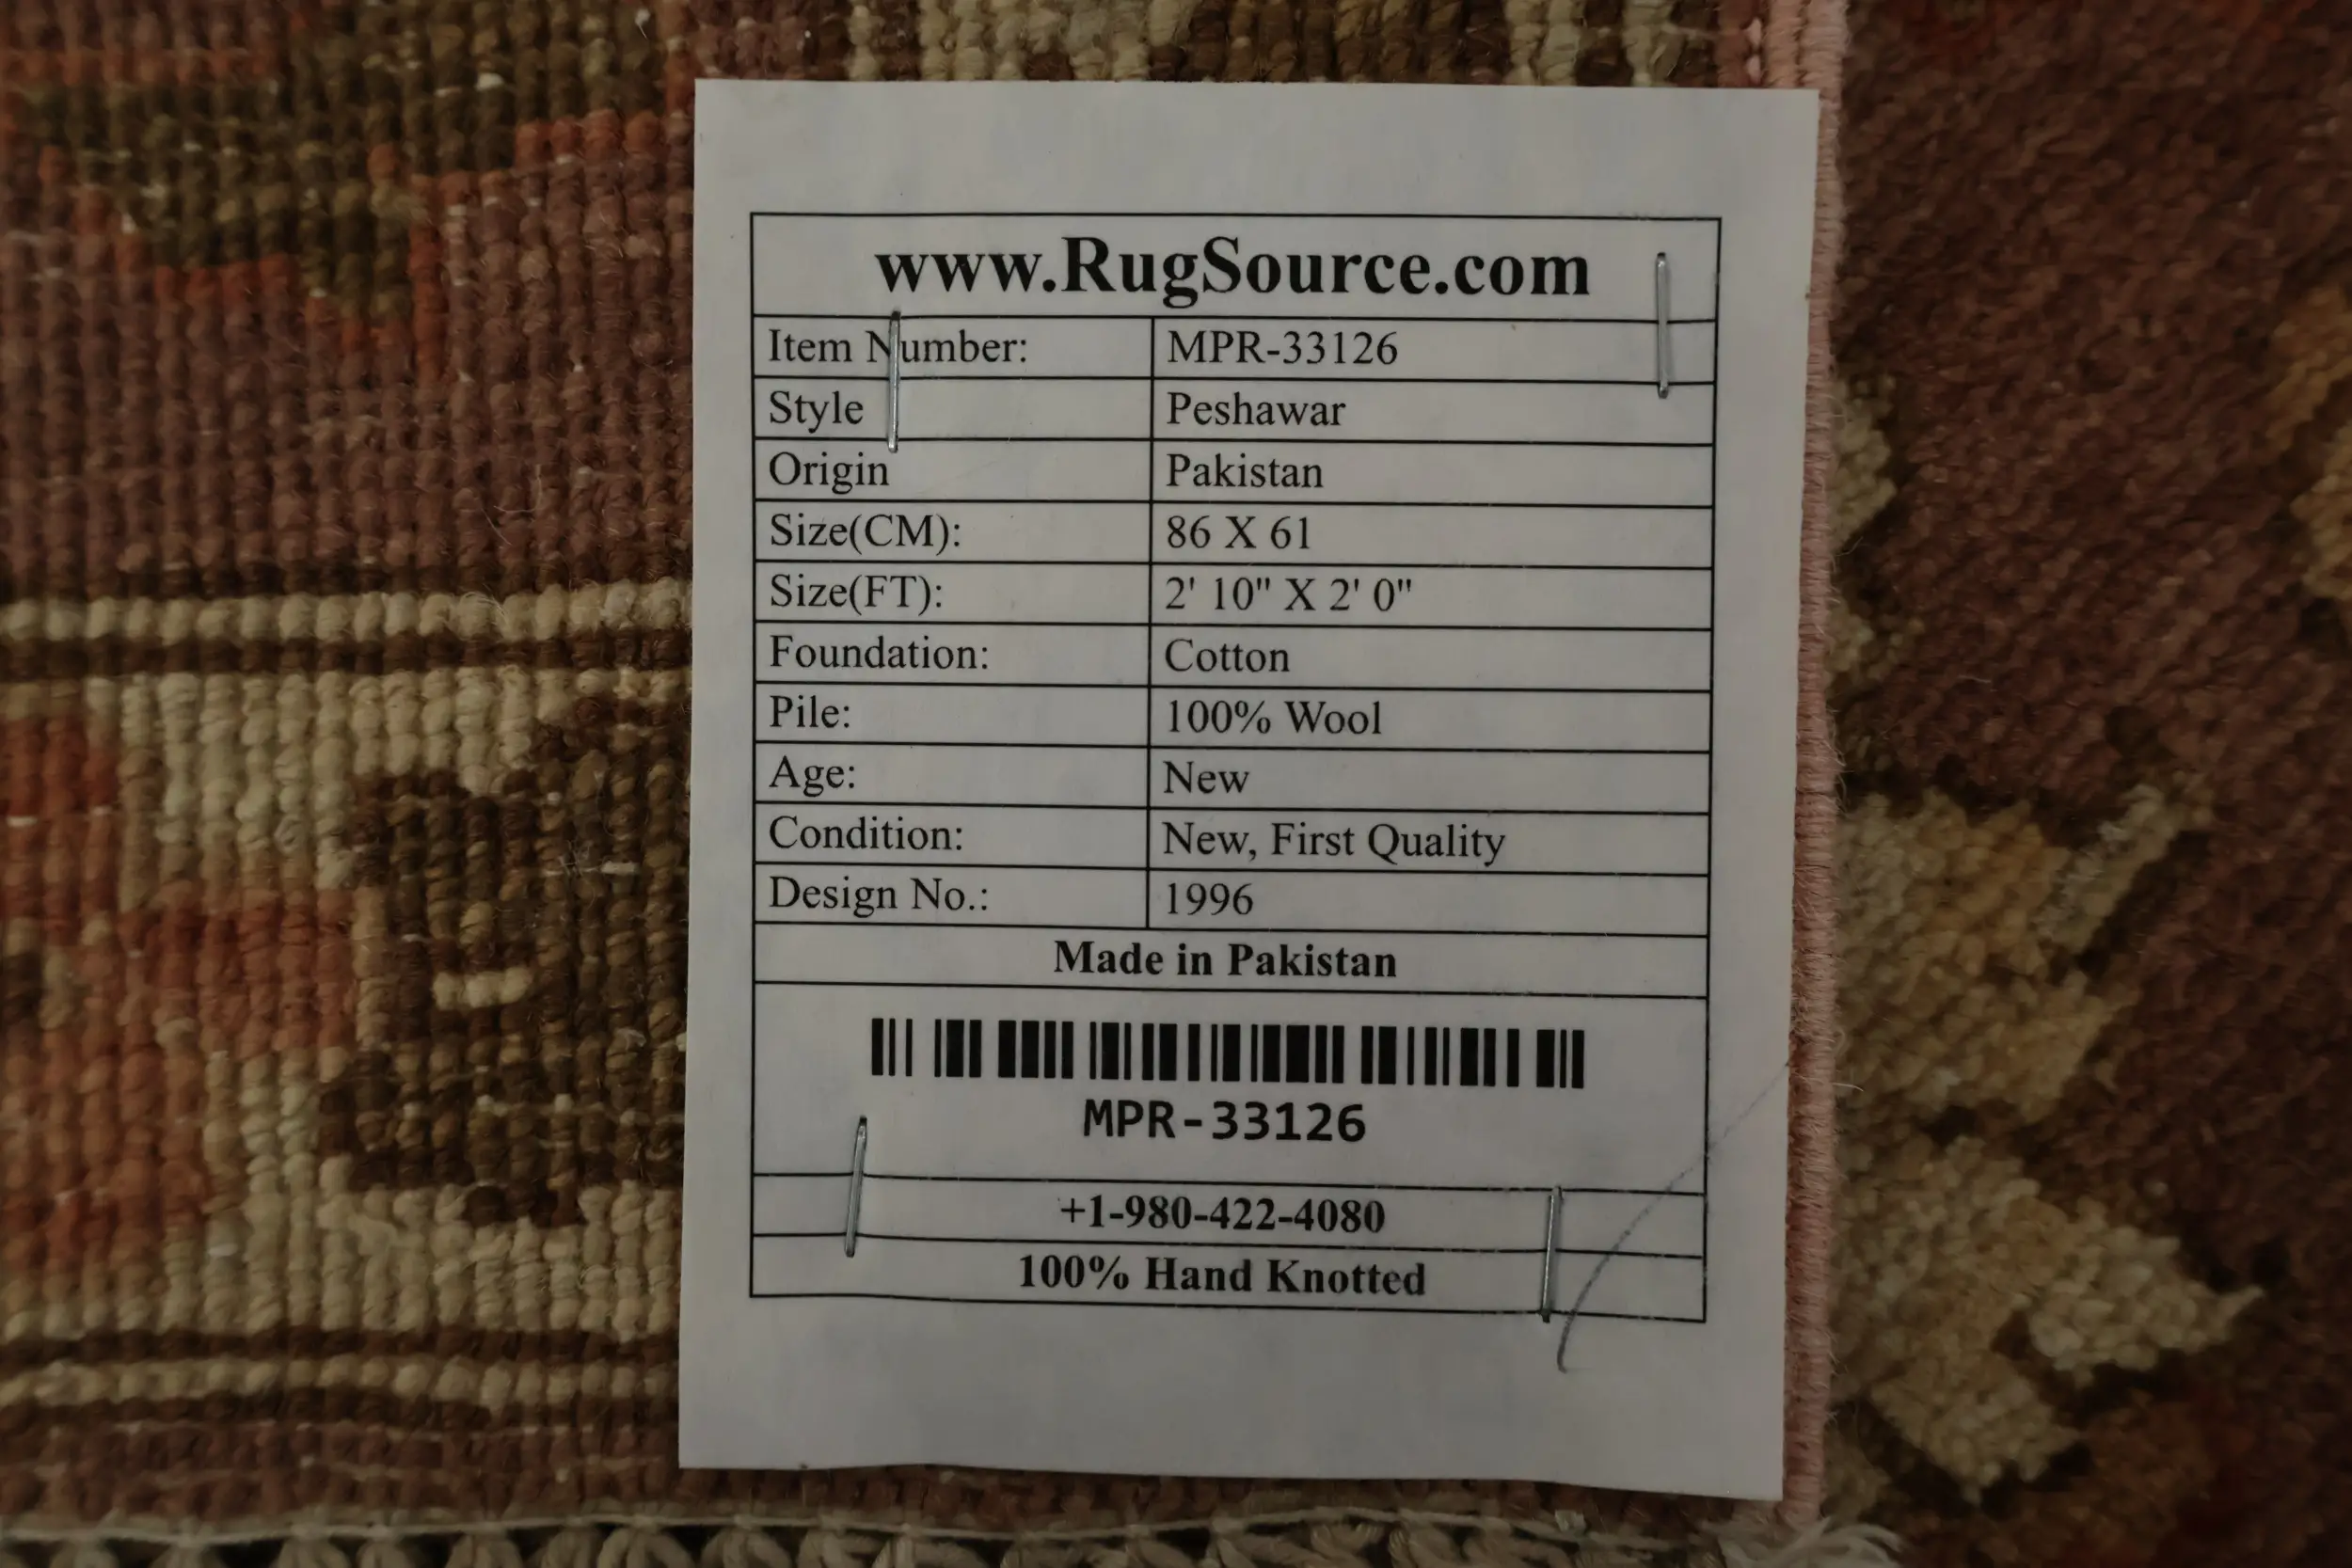 www.RugSource.com
Item Number: MPR-33126
Style Peshawar
Origin Pakistan
Size(CM): 86 X 61
Size(FT): 2' 10" X 2' 0"
Foundation: Cotton
Pile: 100% Wool
Age: New
Condition: New, First Quality
Design No.: 1996
Made in Pakistan
MPR-33126
+1-980-422-4080
100% Hand Knotted